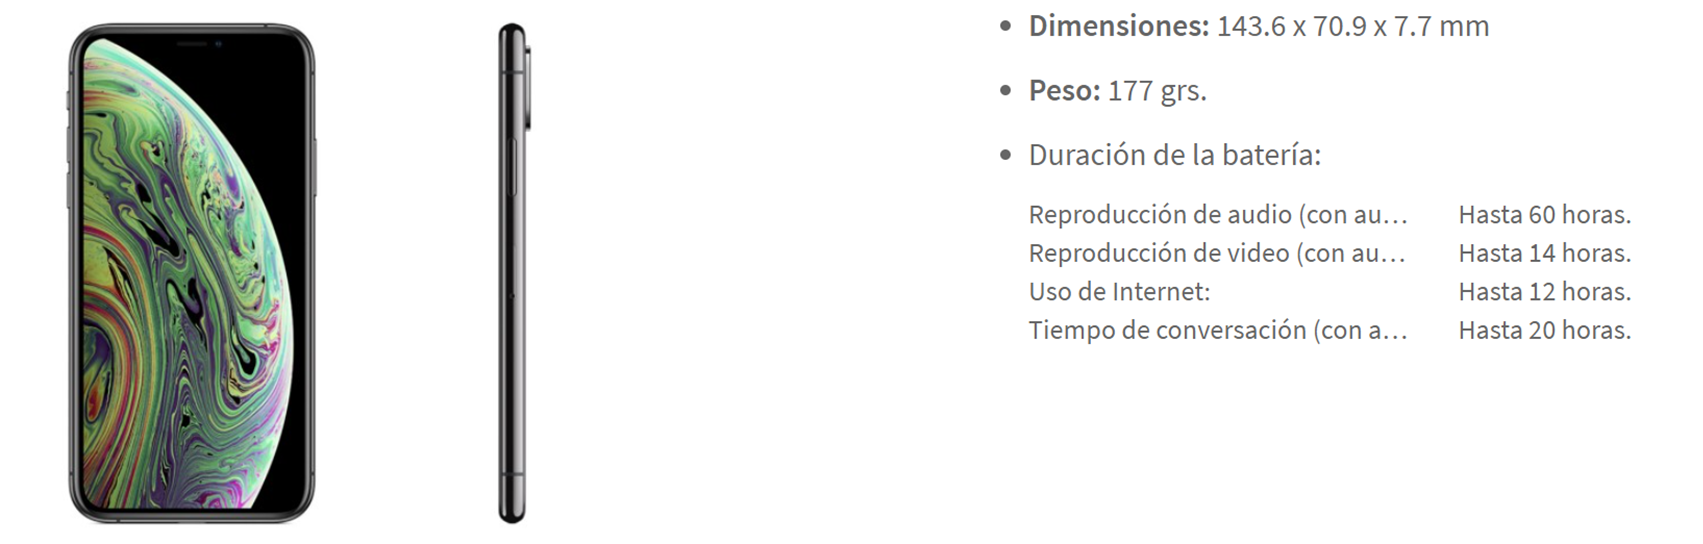 • Dimensiones: 143.6 x 70.9 x 7.7 mm
• Peso: 177 grs.
• Duración de la batería:
Reproducción de audio (con au… Hasta 60 horas.
Reproducción de video (con au… Hasta 14 horas.
Uso de Internet: Hasta 12 horas.
Tiempo de conversación (con a… Hasta 20 horas.